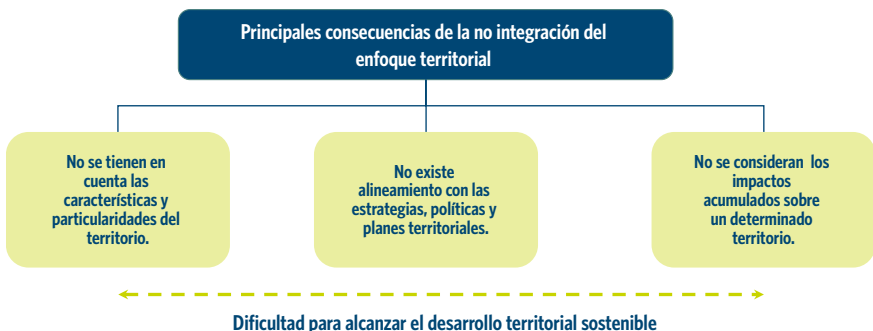 Principales consecuencias de la no integración del
enfoque territorial
No se tienen en
cuenta las
características y
particularidades del
territorio.
No existe
alineamiento con las
estrategias, políticas y
planes territoriales.
No se consideran los
impactos
acumulados sobre
un determinado
territorio.
Dificultad para alcanzar el desarrollo territorial sostenible